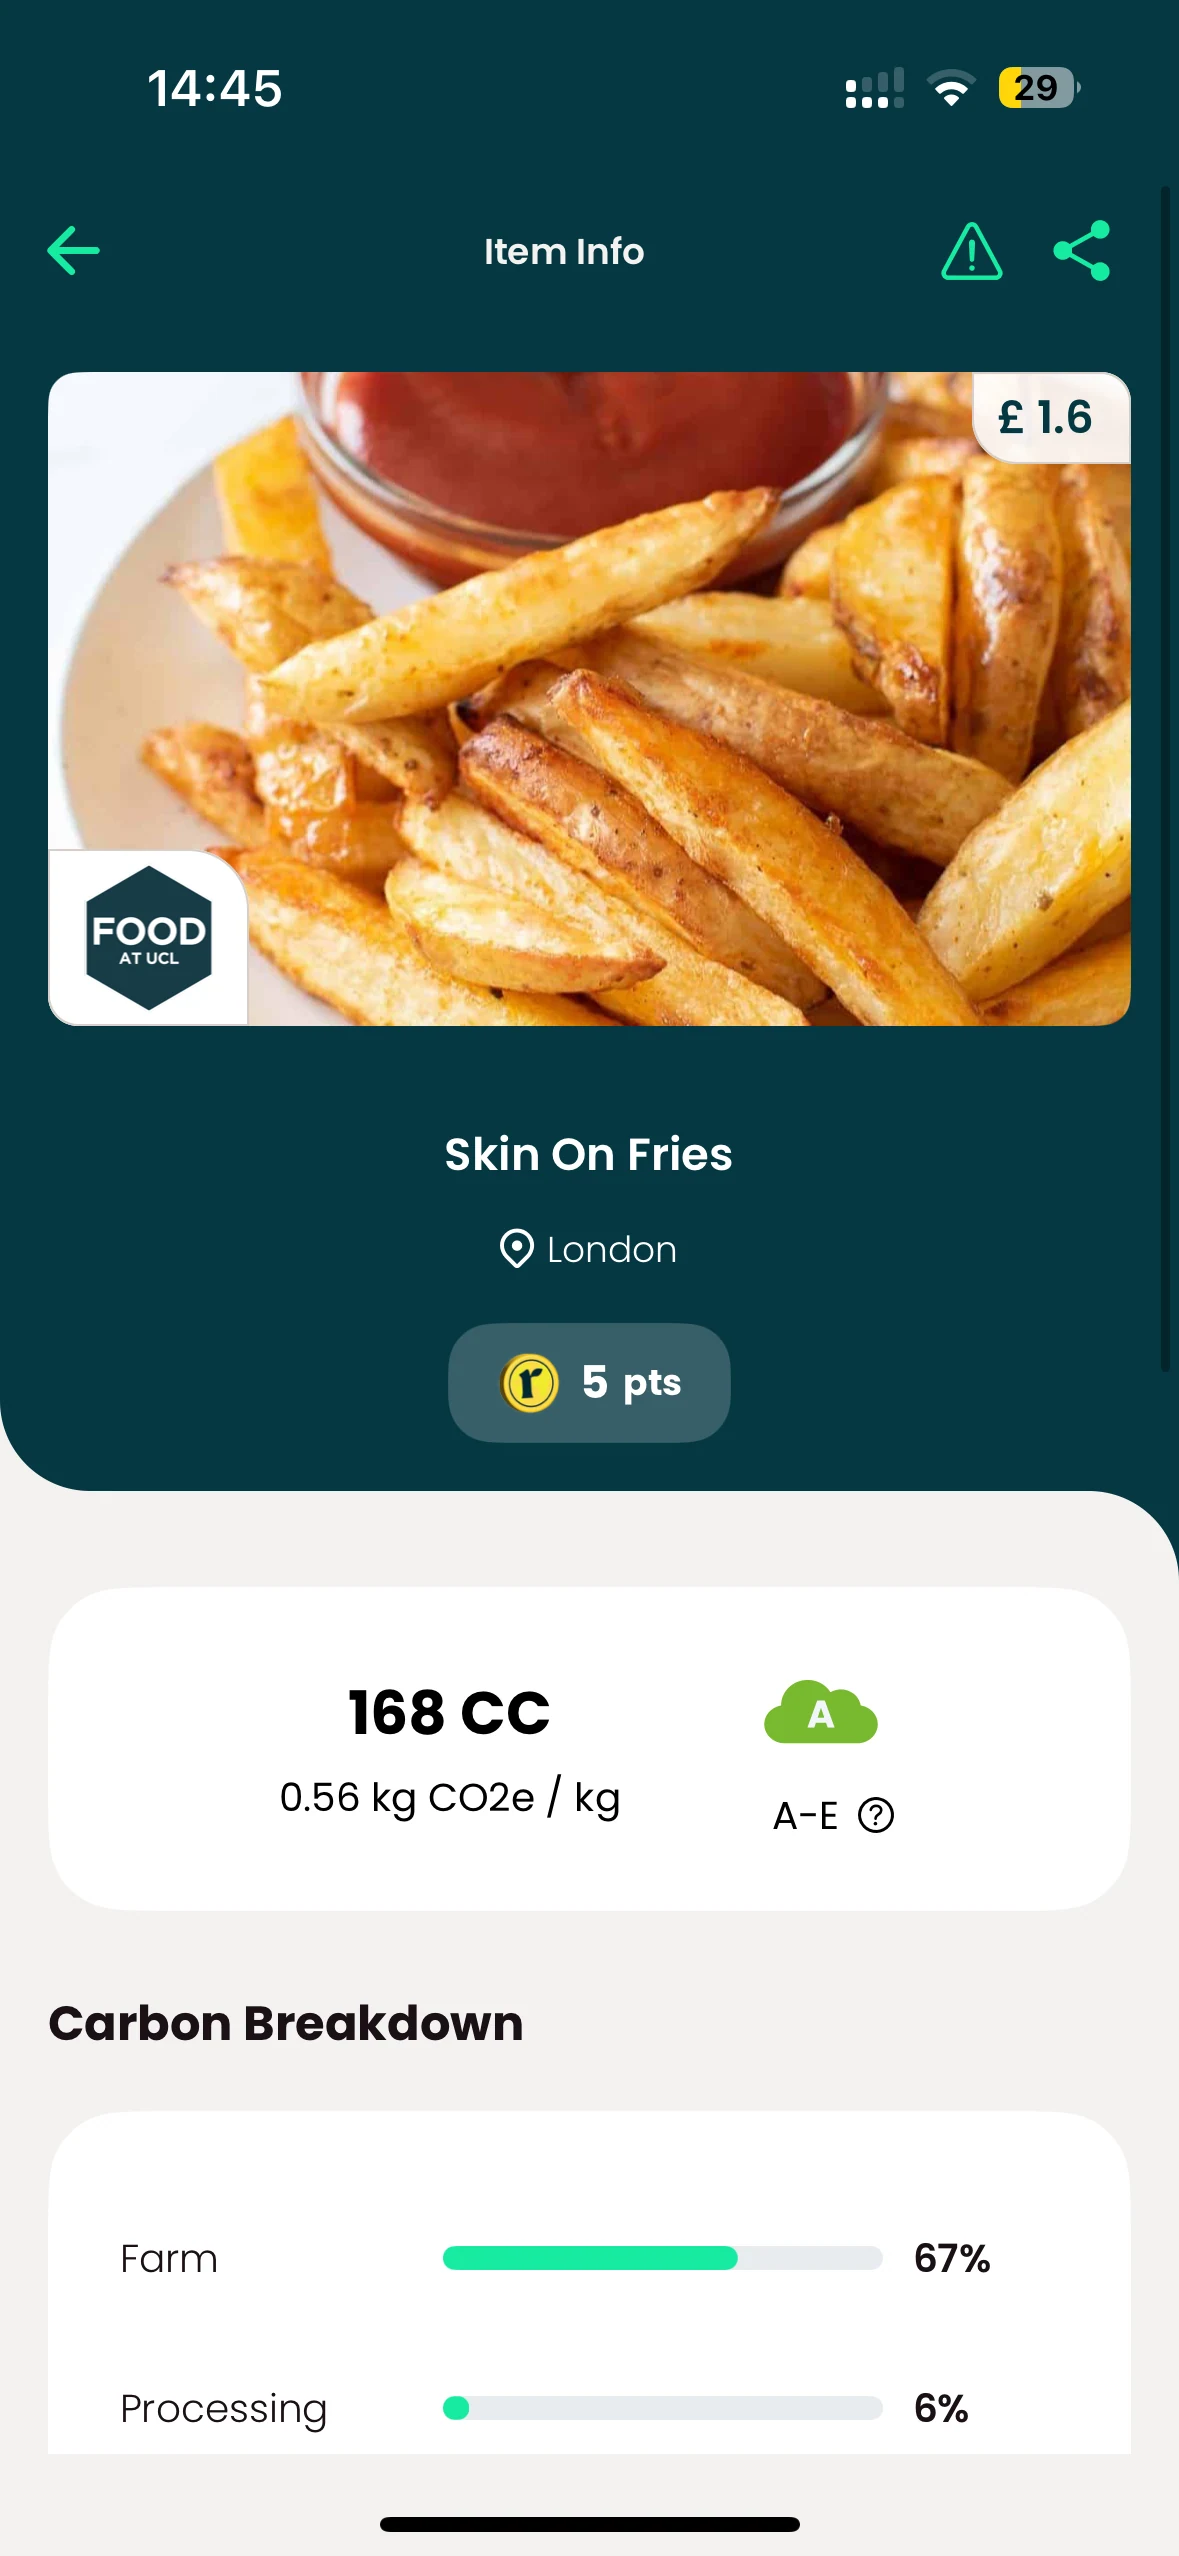 14:45
29
Item Info
£ 1.6
FOOD
AT UCL
Skin On Fries
London
r 5 pts
168 CC
A
0.56 kg CO2e / kg
A-E ?
Carbon Breakdown
Farm 67%
Processing 6%